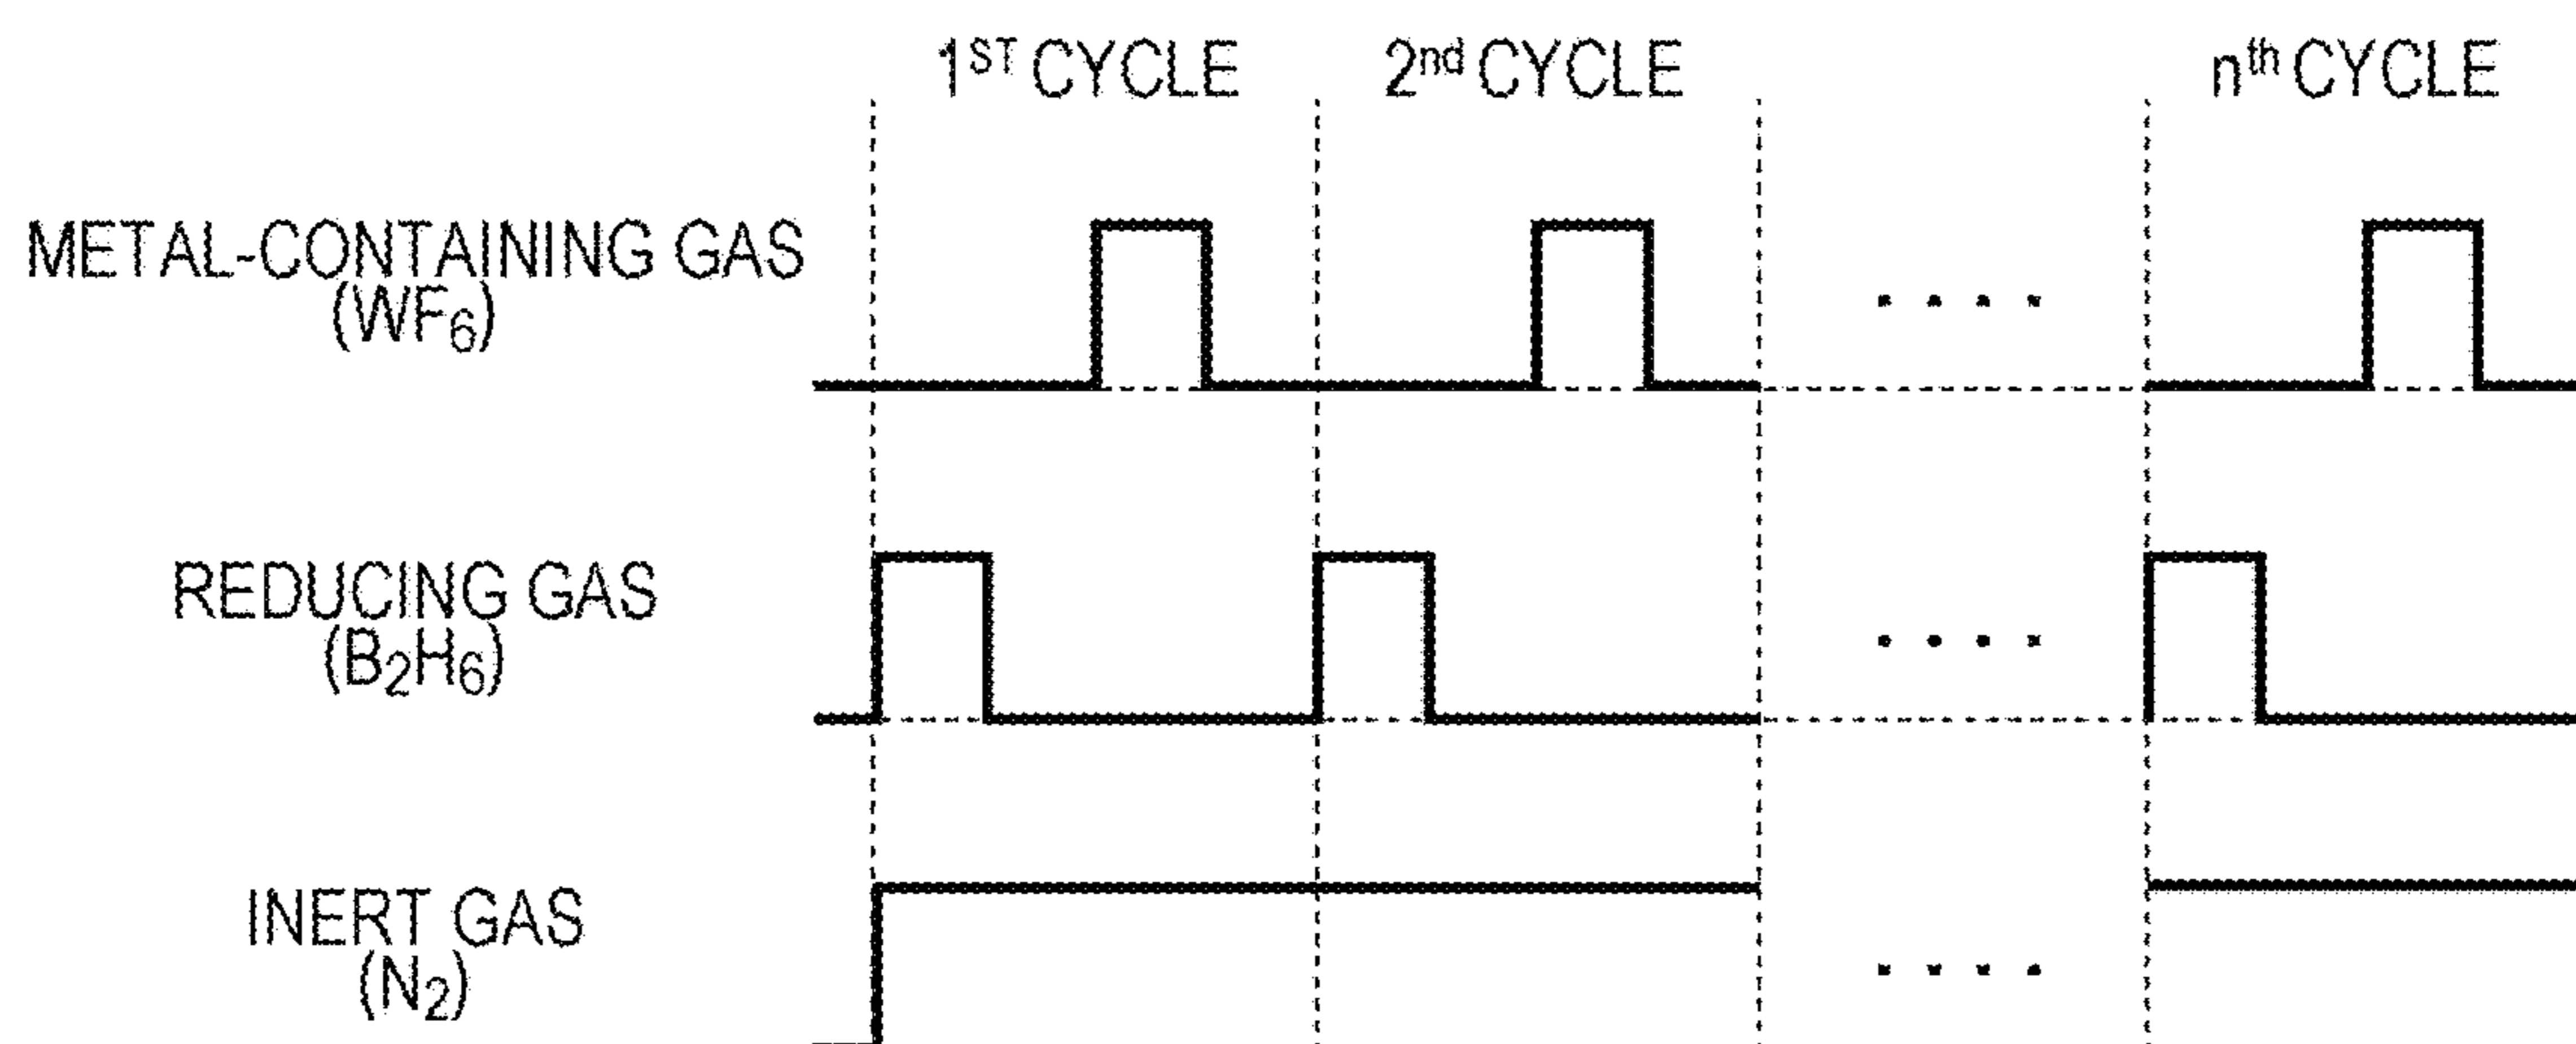 1ST CYCLE 2nd CYCLE nth CYCLE
METAL-CONTAINING GAS
(WF6)
. . . .
REDUCING GAS
(B2H6)
. . . .
INERT GAS
(N2)
. . . .